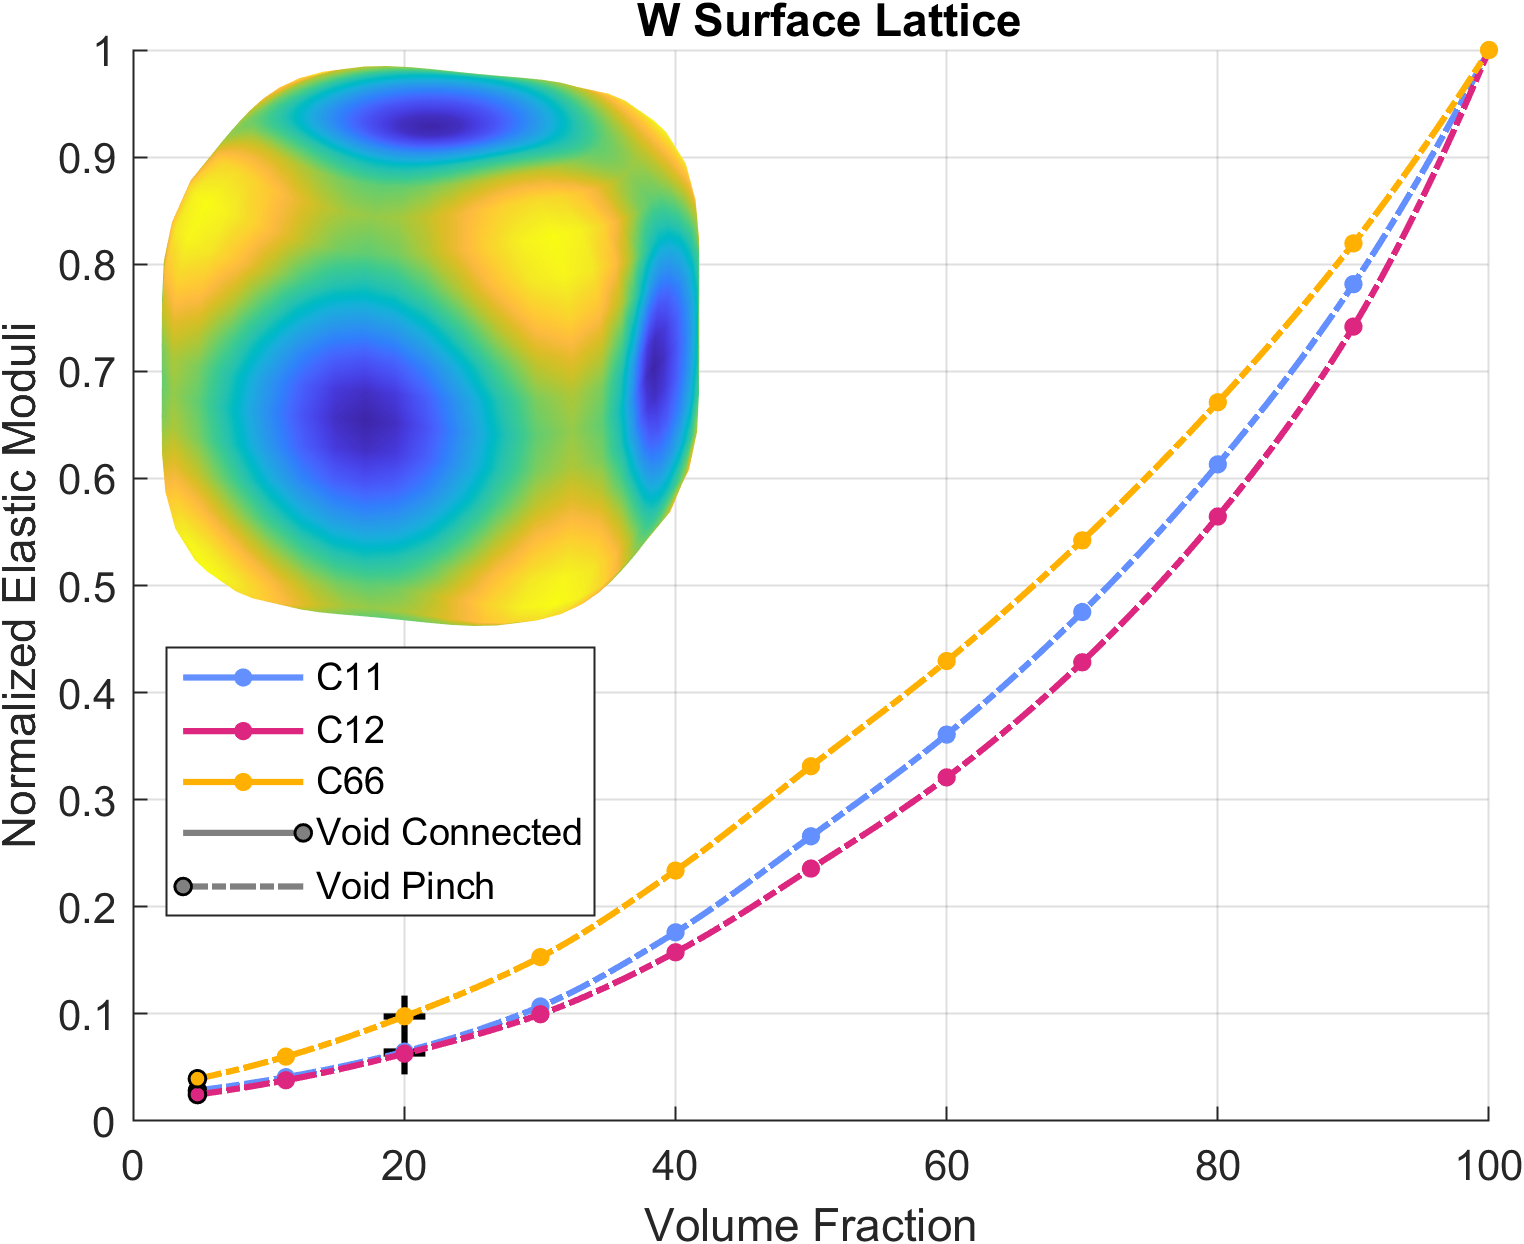 W Surface Lattice
Normalized Elastic Moduli
1
0.9
0.8
0.7
0.6
0.5
0.4
0.3
0.2
0.1
0
C11
C12
C66
Void Connected
Void Pinch
0 20 40 60 80 100
Volume Fraction